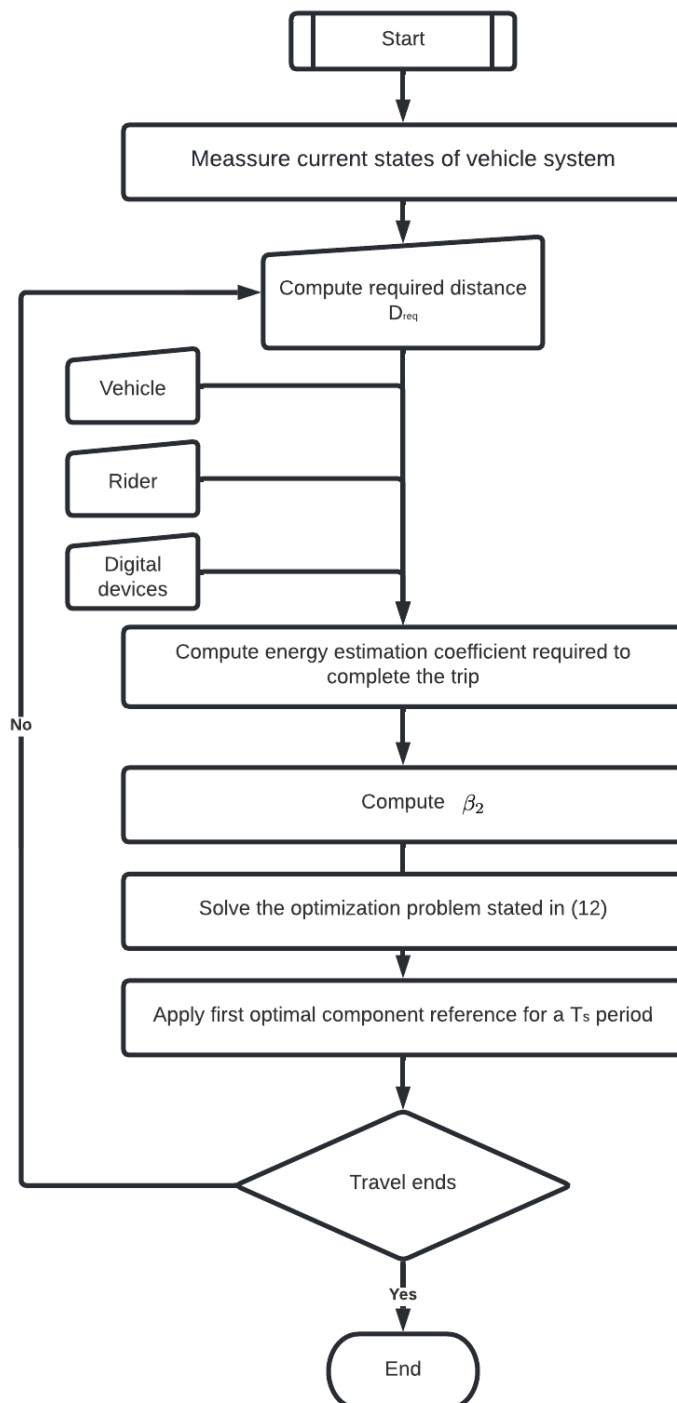 Start
Meassure current states of vehicle system
Compute required distance
Dreq
Vehicle
Rider
Digital
devices
Compute energy estimation coefficient required to
complete the trip
No
Compute β₂
Solve the optimization problem stated in (12)
Apply first optimal component reference for a Ts period
Travel ends
Yes
End